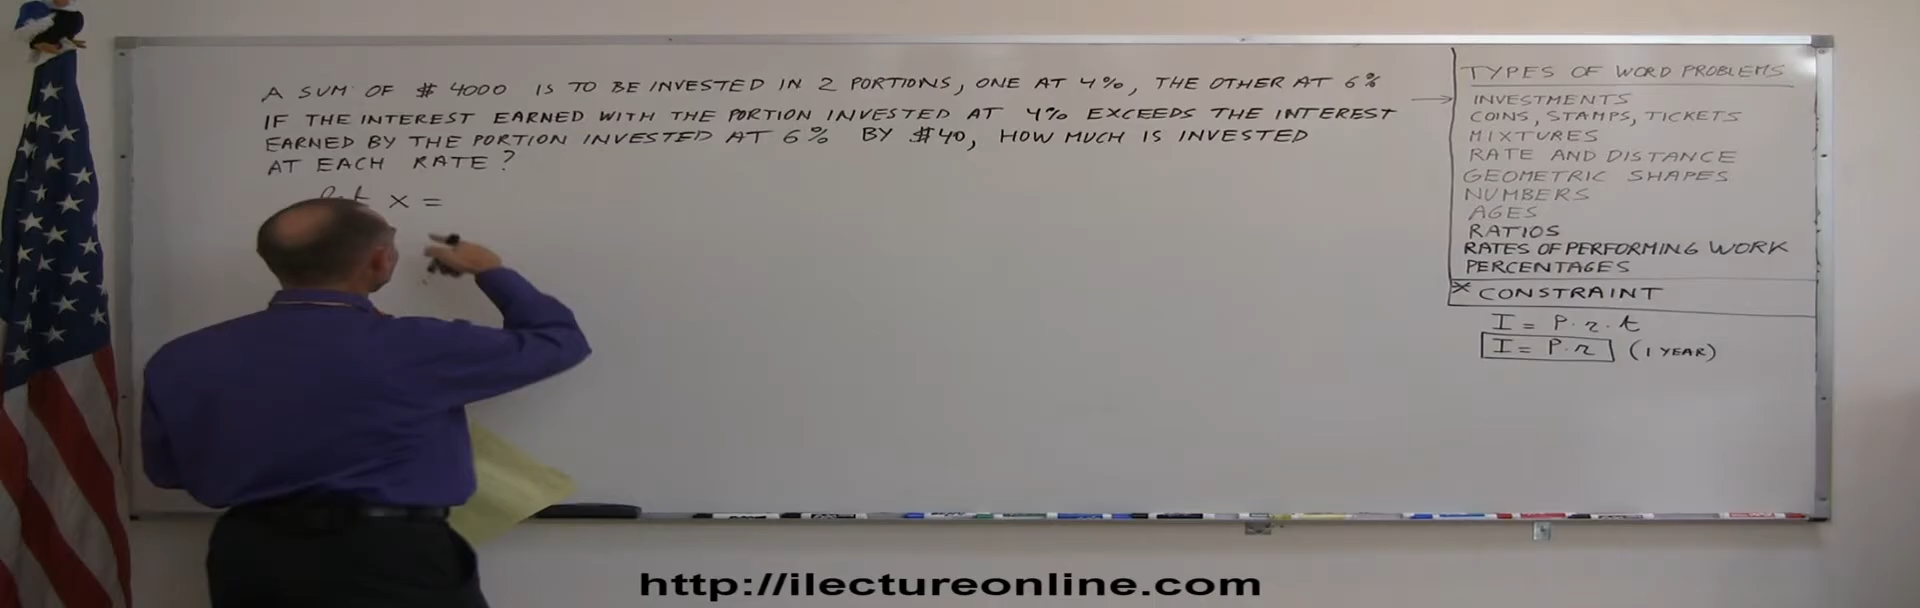 A SUM OF $ 4000 IS TO BE INVESTED IN 2 PORTIONS, ONE AT 4%, THE OTHER AT 6%
IF THE INTEREST EARNED WITH THE PORTION INVESTED AT 4% EXCEEDS THE INTEREST
EARNED BY THE PORTION INVESTED AT 6% BY $40, HOW MUCH IS INVESTED
AT EACH RATE?
x =
TYPES OF WORD PROBLEMS
→ INVESTMENTS
COINS, STAMPS, TICKETS
MIXTURES
RATE AND DISTANCE
GEOMETRIC SHAPES
NUMBERS
AGES
RATIOS
RATES OF PERFORMING WORK
PERCENTAGES
* CONSTRAINT
I = P·r·t
I = P·r (1 YEAR)
http://ilectureonline.com